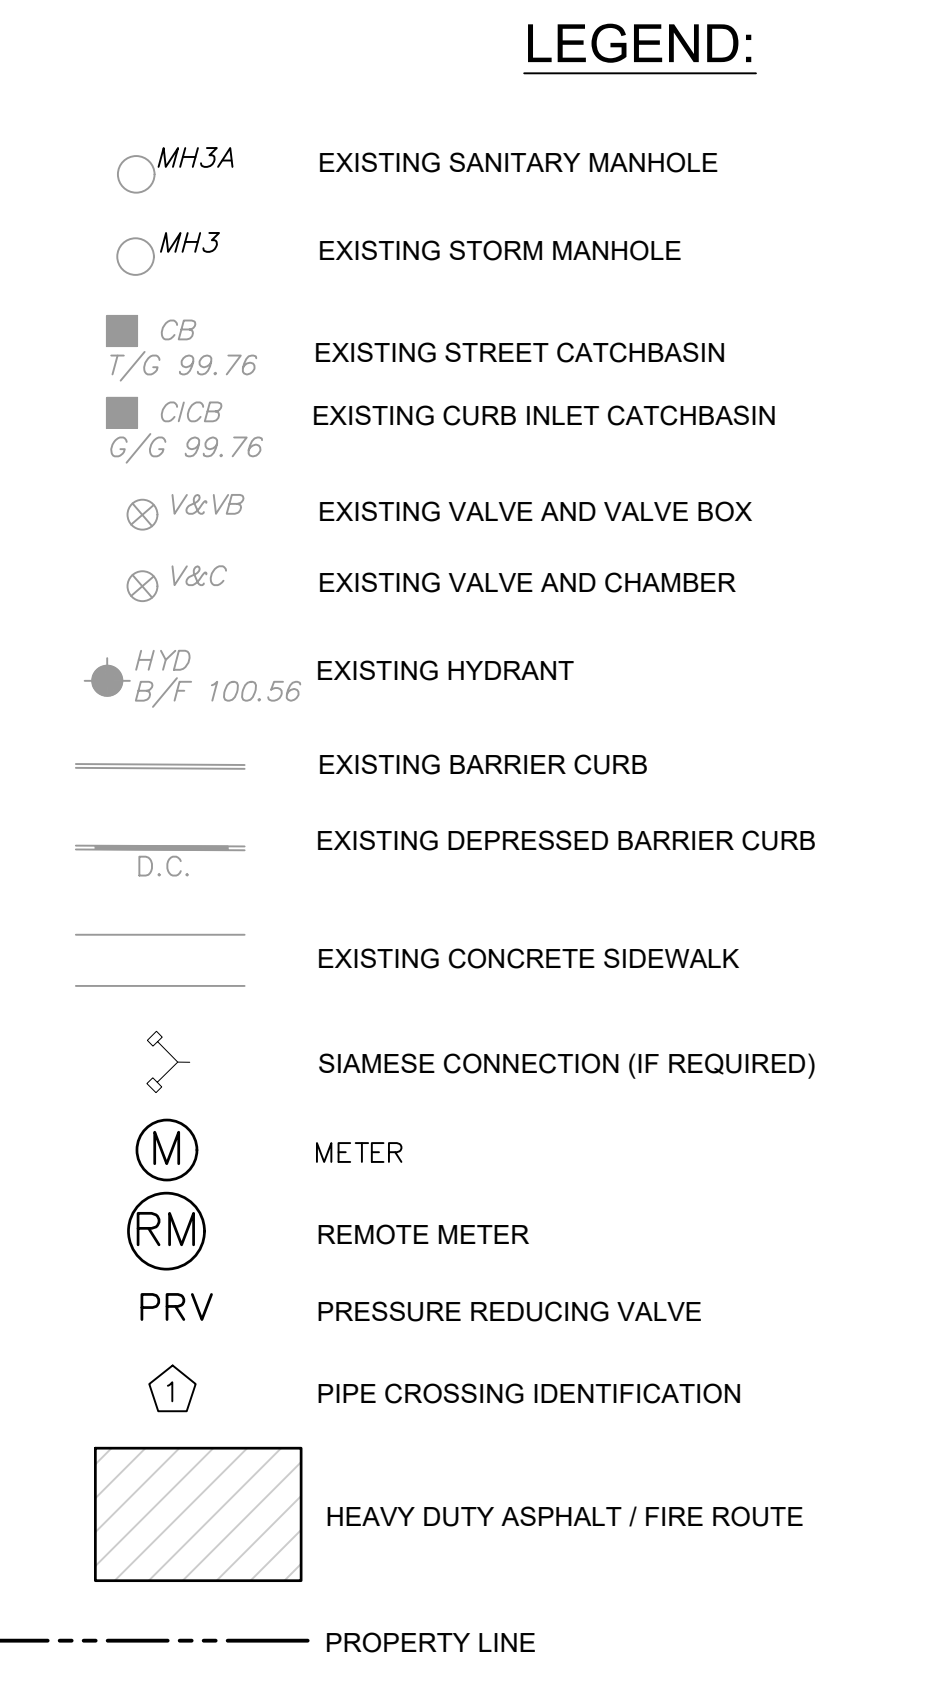 LEGEND:
MH3A EXISTING SANITARY MANHOLE
MH3 EXISTING STORM MANHOLE
CB
T/G 99.76 EXISTING STREET CATCHBASIN
CICB EXISTING CURB INLET CATCHBASIN
G/G 99.76
V&VB EXISTING VALVE AND VALVE BOX
V&C EXISTING VALVE AND CHAMBER
HYD EXISTING HYDRANT
B/F 100.56
EXISTING BARRIER CURB
EXISTING DEPRESSED BARRIER CURB
D.C.
EXISTING CONCRETE SIDEWALK
SIAMESE CONNECTION (IF REQUIRED)
M METER
RM REMOTE METER
PRV PRESSURE REDUCING VALVE
1 PIPE CROSSING IDENTIFICATION
HEAVY DUTY ASPHALT / FIRE ROUTE
PROPERTY LINE